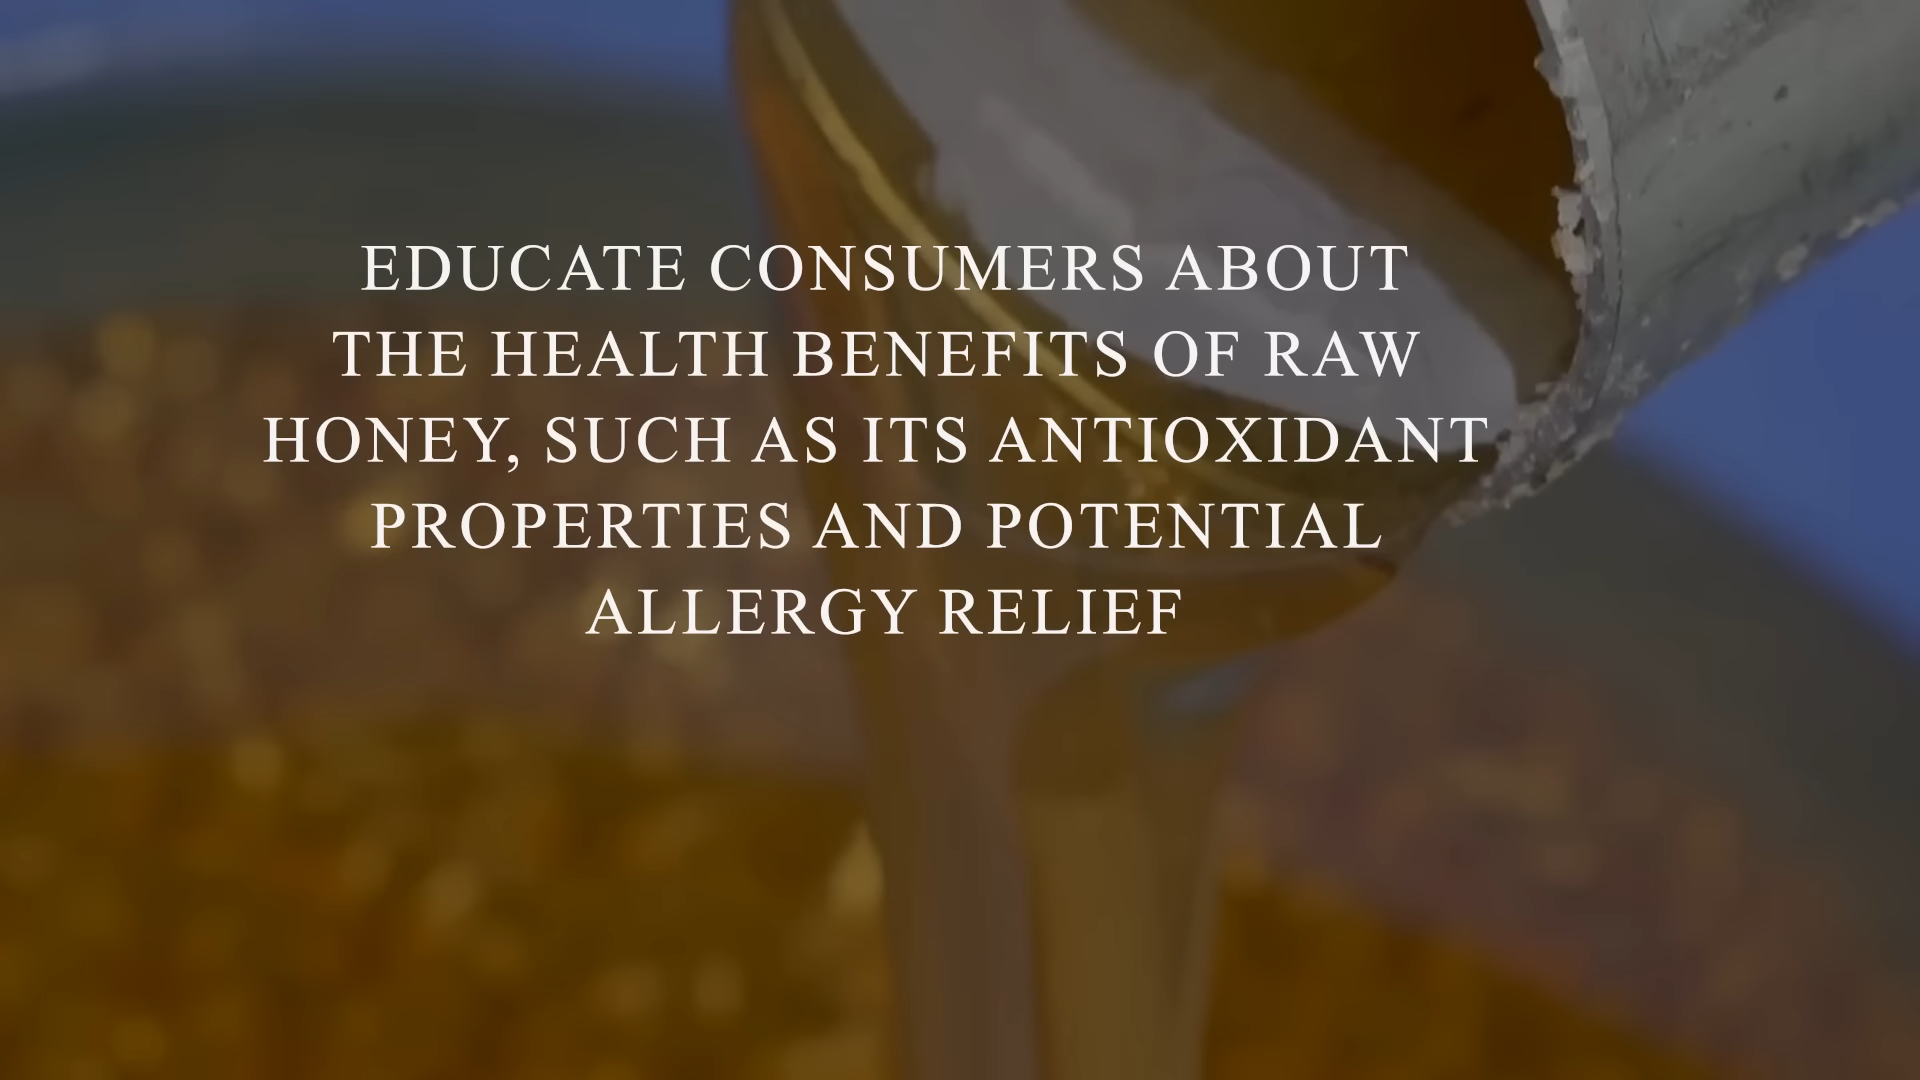 EDUCATE CONSUMERS ABOUT
THE HEALTH BENEFITS OF RAW
HONEY, SUCH AS ITS ANTIOXIDANT
PROPERTIES AND POTENTIAL
ALLERGY RELIEF